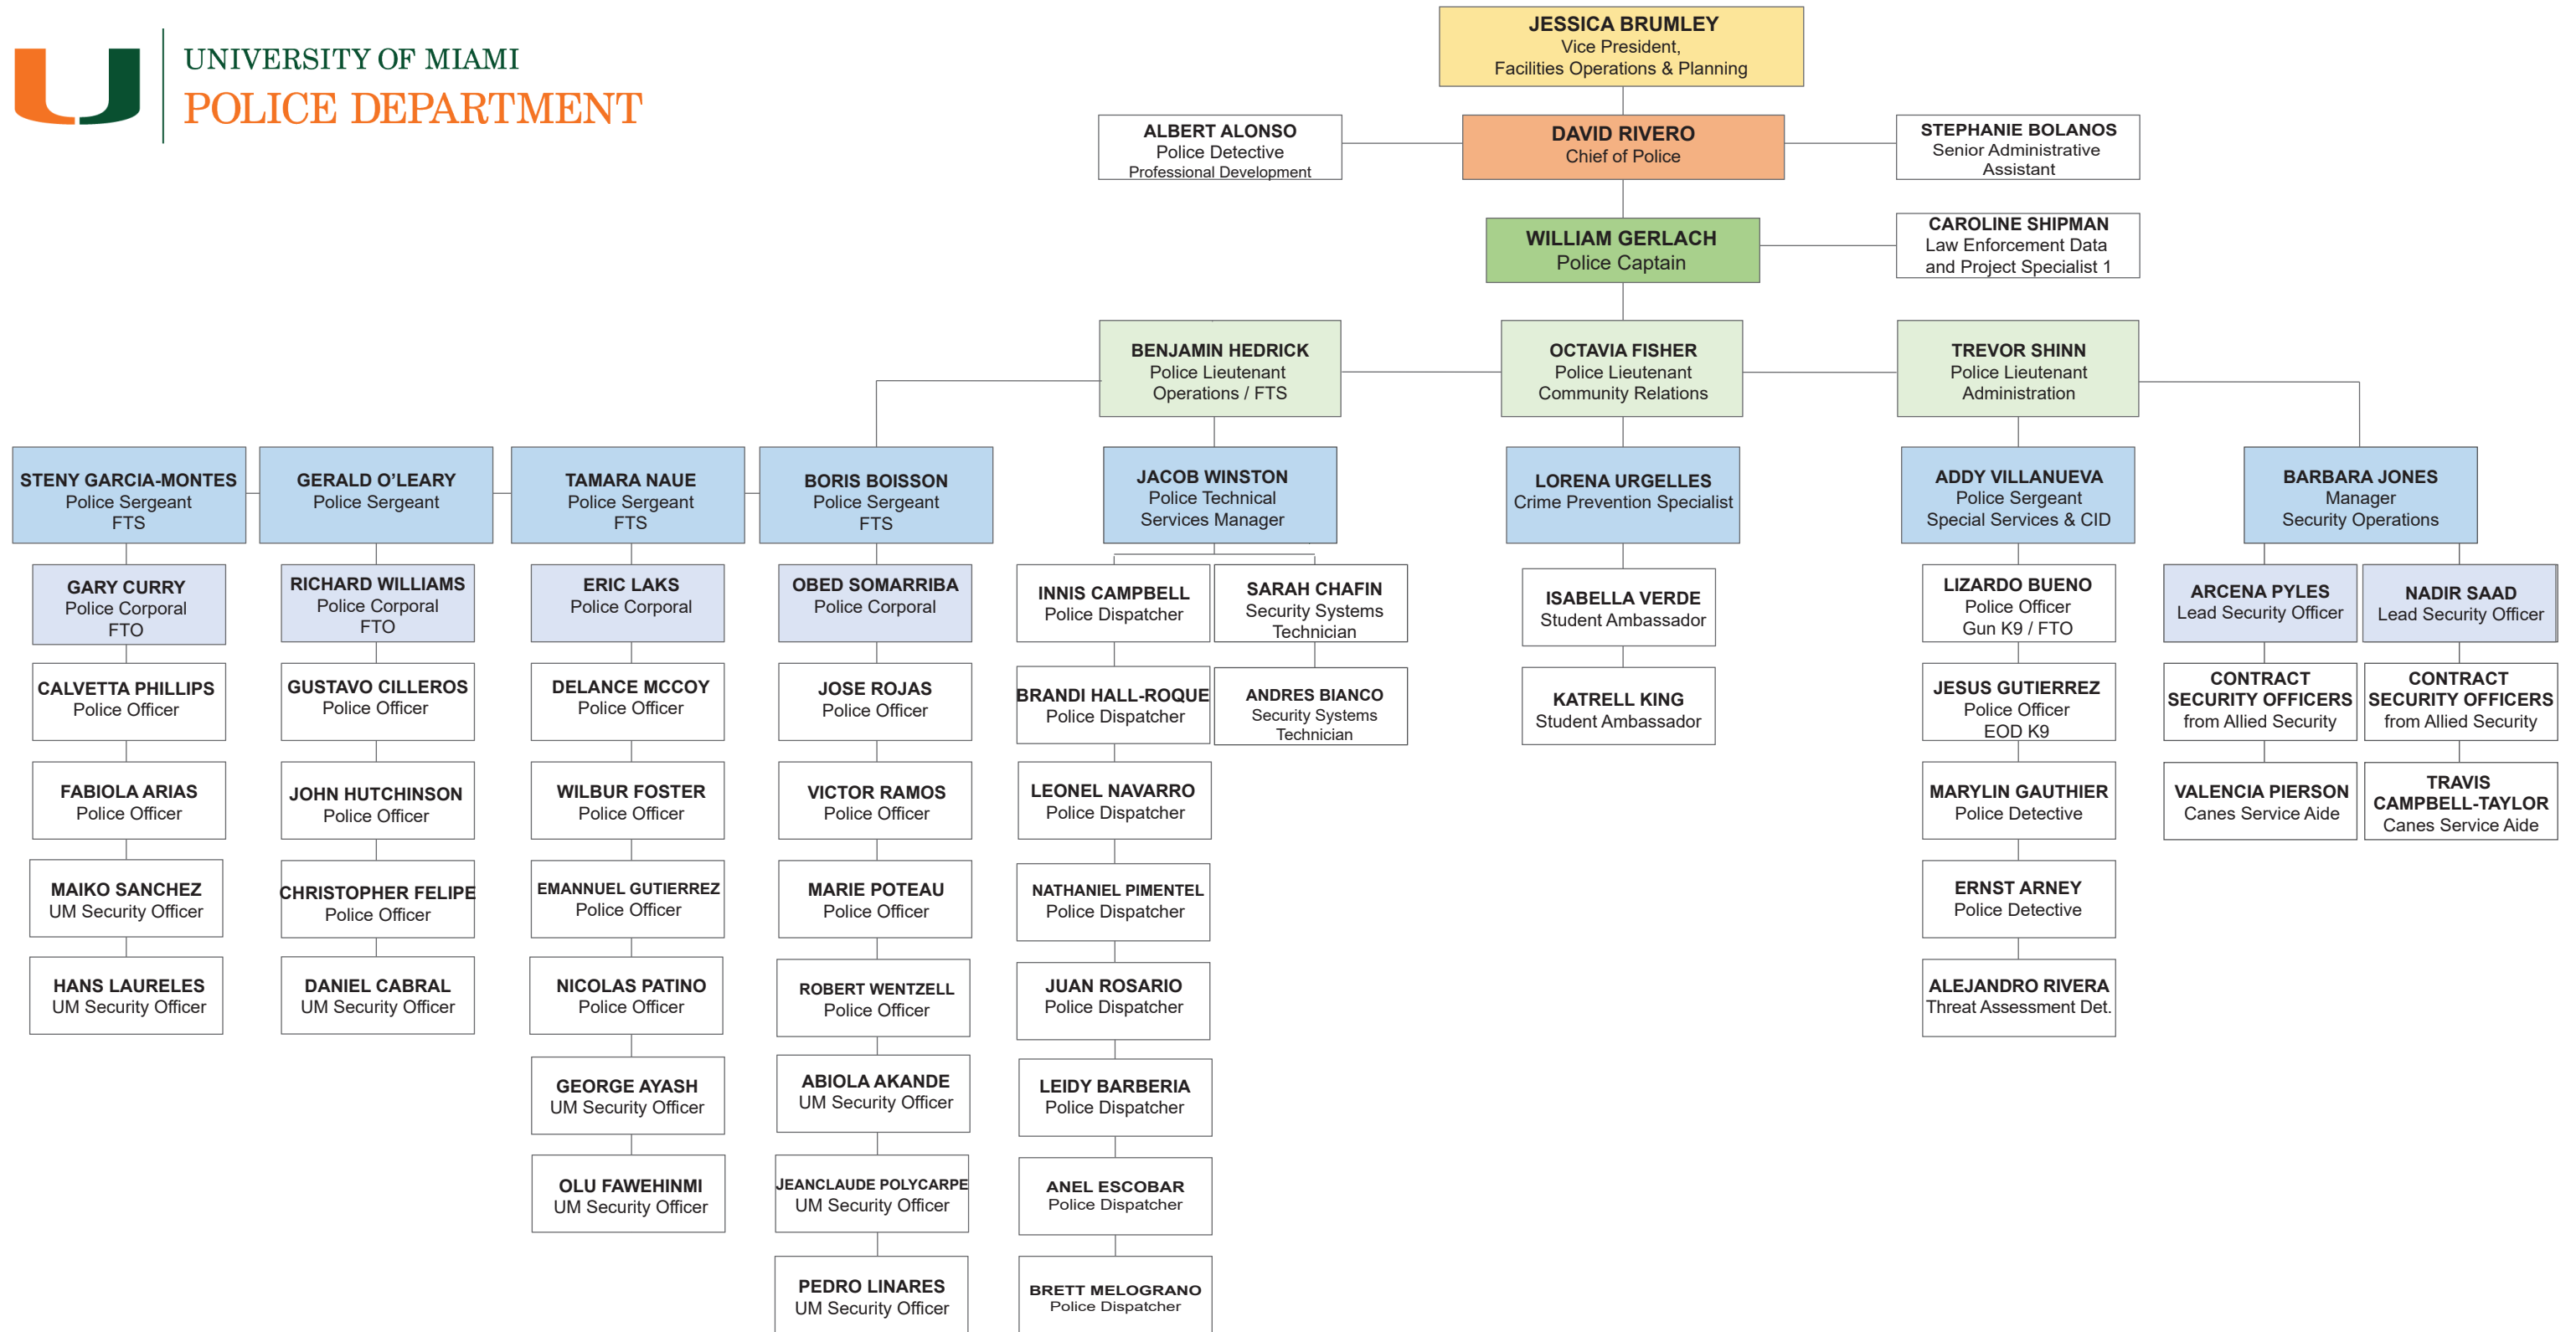 UNIVERSITY OF MIAMI
POLICE DEPARTMENT
JESSICA BRUMLEY
Vice President,
Facilities Operations & Planning
ALBERT ALONSO
Police Detective
Professional Development
DAVID RIVERO
Chief of Police
STEPHANIE BOLANOS
Senior Administrative
Assistant
WILLIAM GERLACH
Police Captain
CAROLINE SHIPMAN
Law Enforcement Data
and Project Specialist 1
BENJAMIN HEDRICK
Police Lieutenant
Operations / FTS
OCTAVIA FISHER
Police Lieutenant
Community Relations
TREVOR SHINN
Police Lieutenant
Administration
STENY GARCIA-MONTES
Police Sergeant
FTS
GERALD O’LEARY
Police Sergeant
TAMARA NAUE
Police Sergeant
FTS
BORIS BOISSON
Police Sergeant
FTS
JACOB WINSTON
Police Technical
Services Manager
LORENA URGELLES
Crime Prevention Specialist
ADDY VILLANUEVA
Police Sergeant
Special Services & CID
BARBARA JONES
Manager
Security Operations
GARY CURRY
Police Corporal
FTO
CALVETTA PHILLIPS
Police Officer
FABIOLA ARIAS
Police Officer
MAIKO SANCHEZ
UM Security Officer
HANS LAURELES
UM Security Officer
RICHARD WILLIAMS
Police Corporal
FTO
GUSTAVO CILLEROS
Police Officer
JOHN HUTCHINSON
Police Officer
CHRISTOPHER FELIPE
Police Officer
DANIEL CABRAL
UM Security Officer
ERIC LAKS
Police Corporal
DELANCE MCCOY
Police Officer
WILBUR FOSTER
Police Officer
EMANNUEL GUTIERREZ
Police Officer
NICOLAS PATINO
Police Officer
GEORGE AYASH
UM Security Officer
OLU FAWEHINMI
UM Security Officer
OBED SOMARRIBA
Police Corporal
JOSE ROJAS
Police Officer
VICTOR RAMOS
Police Officer
MARIE POTEAU
Police Officer
ROBERT WENTZELL
Police Officer
ABIOLA AKANDE
UM Security Officer
JEANCLAUDE POLYCARPE
UM Security Officer
PEDRO LINARES
UM Security Officer
INNIS CAMPBELL
Police Dispatcher
BRANDI HALL-ROQUE
Police Dispatcher
LEONEL NAVARRO
Police Dispatcher
NATHANIEL PIMENTEL
Police Dispatcher
JUAN ROSARIO
Police Dispatcher
LEIDY BARBERIA
Police Dispatcher
ANEL ESCOBAR
Police Dispatcher
BRETT MELOGRANO
Police Dispatcher
SARAH CHAFIN
Security Systems
Technician
ANDRES BIANCO
Security Systems
Technician
ISABELLA VERDE
Student Ambassador
KATRELL KING
Student Ambassador
LIZARDO BUENO
Police Officer
Gun K9 / FTO
JESUS GUTIERREZ
Police Officer
EOD K9
MARYLIN GAUTHIER
Police Detective
ERNST ARNEY
Police Detective
ALEJANDRO RIVERA
Threat Assessment Det.
ARCENA PYLES
Lead Security Officer
CONTRACT
SECURITY OFFICERS
from Allied Security
VALENCIA PIERSON
Canes Service Aide
NADIR SAAD
Lead Security Officer
CONTRACT
SECURITY OFFICERS
from Allied Security
TRAVIS
CAMPBELL-TAYLOR
Canes Service Aide